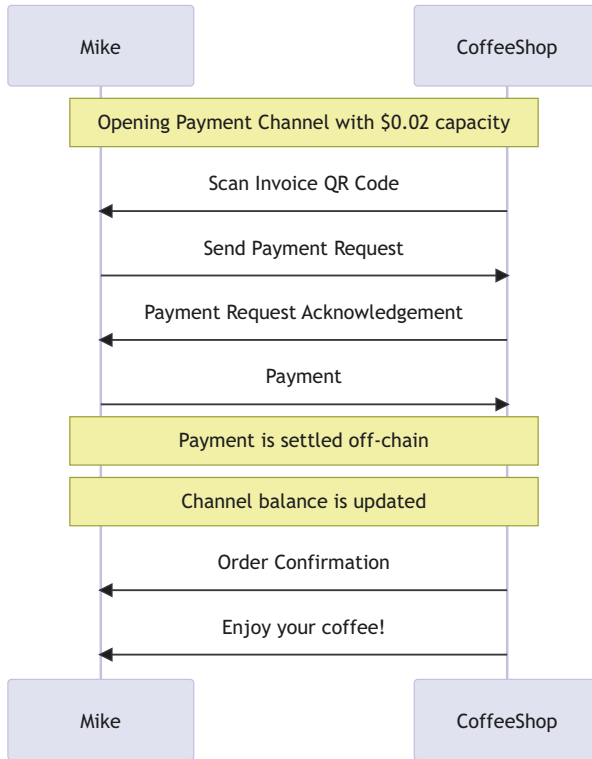 Mike
CoffeeShop
Opening Payment Channel with $0.02 capacity
Scan Invoice QR Code
Send Payment Request
Payment Request Acknowledgement
Payment
Payment is settled off-chain
Channel balance is updated
Order Confirmation
Enjoy your coffee!
Mike
CoffeeShop